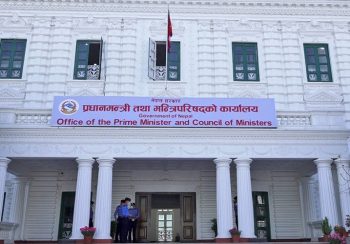 नेपाल सरकार
प्रधानमन्त्री तथा मन्त्रिपरिषद्को कार्यालय
Government of Nepal
Office of the Prime Minister and Council of Ministers